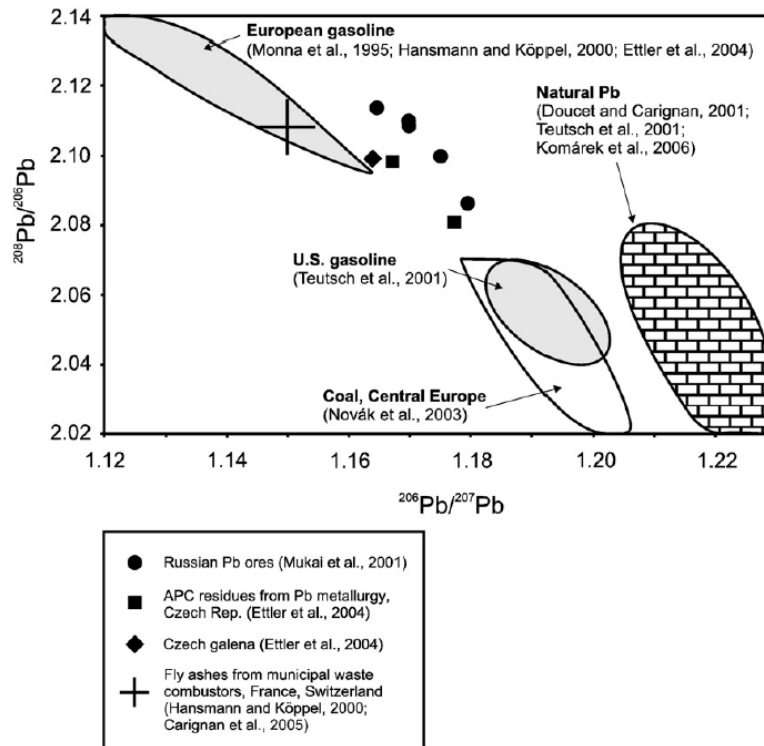 2.14
European gasoline
(Monna et al., 1995; Hansmann and Köppel, 2000; Ettler et al., 2004)
2.12
Natural Pb
(Doucet and Carignan, 2001;
Teutsch et al., 2001;
Komárek et al., 2006)
2.10
²⁰⁸Pb/²⁰⁶Pb
2.08
U.S. gasoline
(Teutsch et al., 2001)
2.06
2.04
Coal, Central Europe
(Novák et al., 2003)
2.02
1.12 1.14 1.16 1.18 1.20 1.22
²⁰⁶Pb/²⁰⁷Pb
Russian Pb ores (Mukai et al., 2001)
APC residues from Pb metallurgy,
Czech Rep. (Ettler et al., 2004)
Czech galena (Ettler et al., 2004)
Fly ashes from municipal waste
combustors, France, Switzerland
(Hansmann and Köppel, 2000;
Carignan et al., 2005)